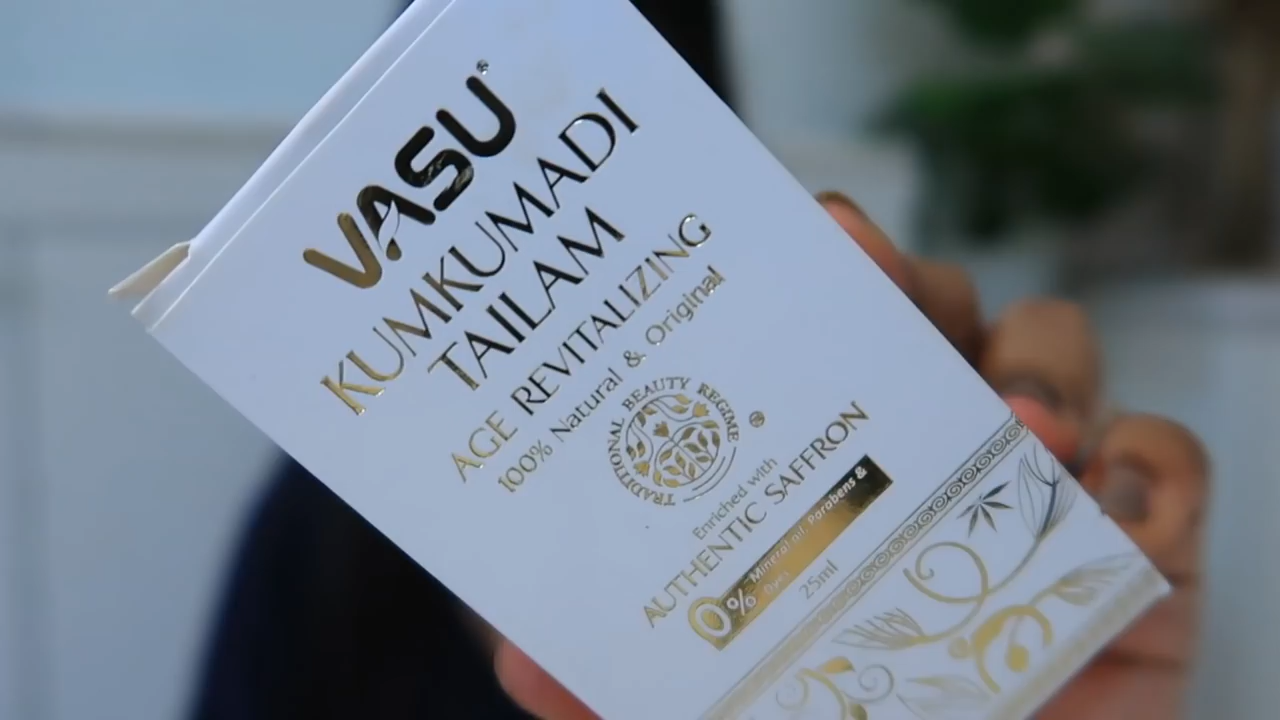 VASU®
KUMKUMADI
TAILAM
AGE REVITALIZING
100% Natural & Original
TRADITIONAL BEAUTY REGIME
Enriched with
AUTHENTIC SAFFRON
0% Mineral oil, Parabens &
Dyes
25ml